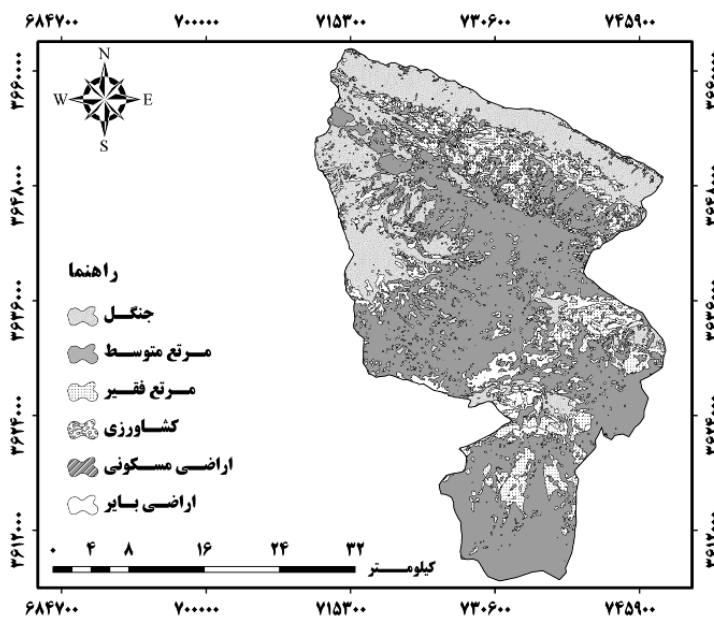 ۶۸۴۷۰۰ ۷۰۰۰۰۰ ۷۱۵۳۰۰ ۷۳۰۶۰۰ ۷۴۵۹۰۰
۳۶۶۰۰۰۰ ۳۶۶۰۰۰۰
N
W E
S
۳۶۴۸۰۰۰ ۳۶۴۸۰۰۰
راهنما
۳۶۳۶۰۰۰ ۳۶۳۶۰۰۰
جنگل
مرتع متوسط
مرتع فقیر
۳۶۲۴۰۰۰ ۳۶۲۴۰۰۰
کشاورزی
اراضی مسکونی
اراضی بایر
۳۶۱۲۰۰۰ ۳۶۱۲۰۰۰
۰ ۴ ۸ ۱۶ ۲۴ ۳۲
کیلومتر
۶۸۴۷۰۰ ۷۰۰۰۰۰ ۷۱۵۳۰۰ ۷۳۰۶۰۰ ۷۴۵۹۰۰